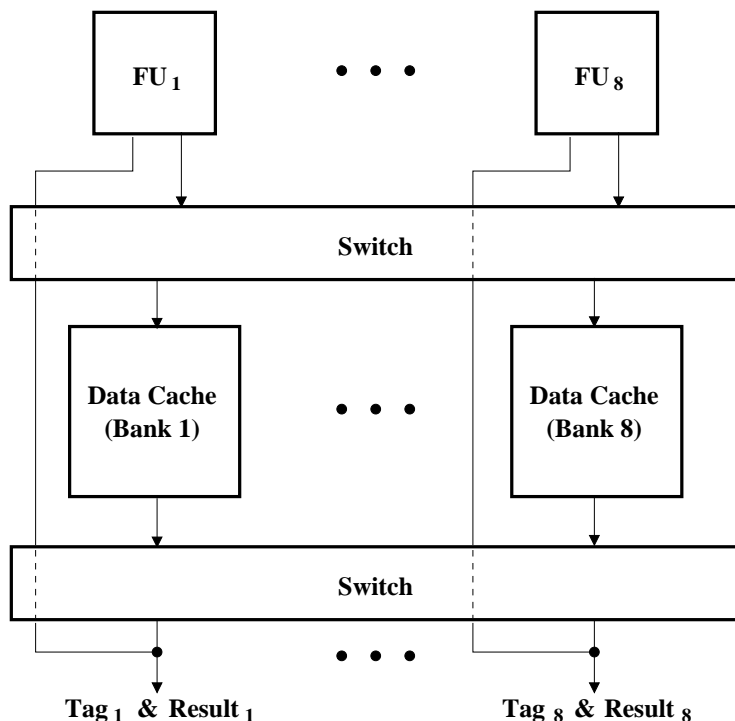 FU 1
FU 8
Switch
Data Cache
(Bank 1)
Data Cache
(Bank 8)
Switch
Tag 1 & Result 1
Tag 8 & Result 8